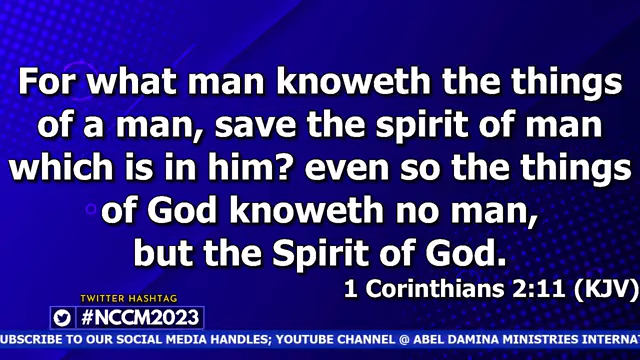 For what man knoweth the things
of a man, save the spirit of man
which is in him? even so the things
of God knoweth no man,
but the Spirit of God.
1 Corinthians 2:11 (KJV)
TWITTER HASHTAG
#NCCM2023
UBSCRIBE TO OUR SOCIAL MEDIA HANDLES; YOUTUBE CHANNEL @ ABEL DAMINA MINISTRIES INTERNA